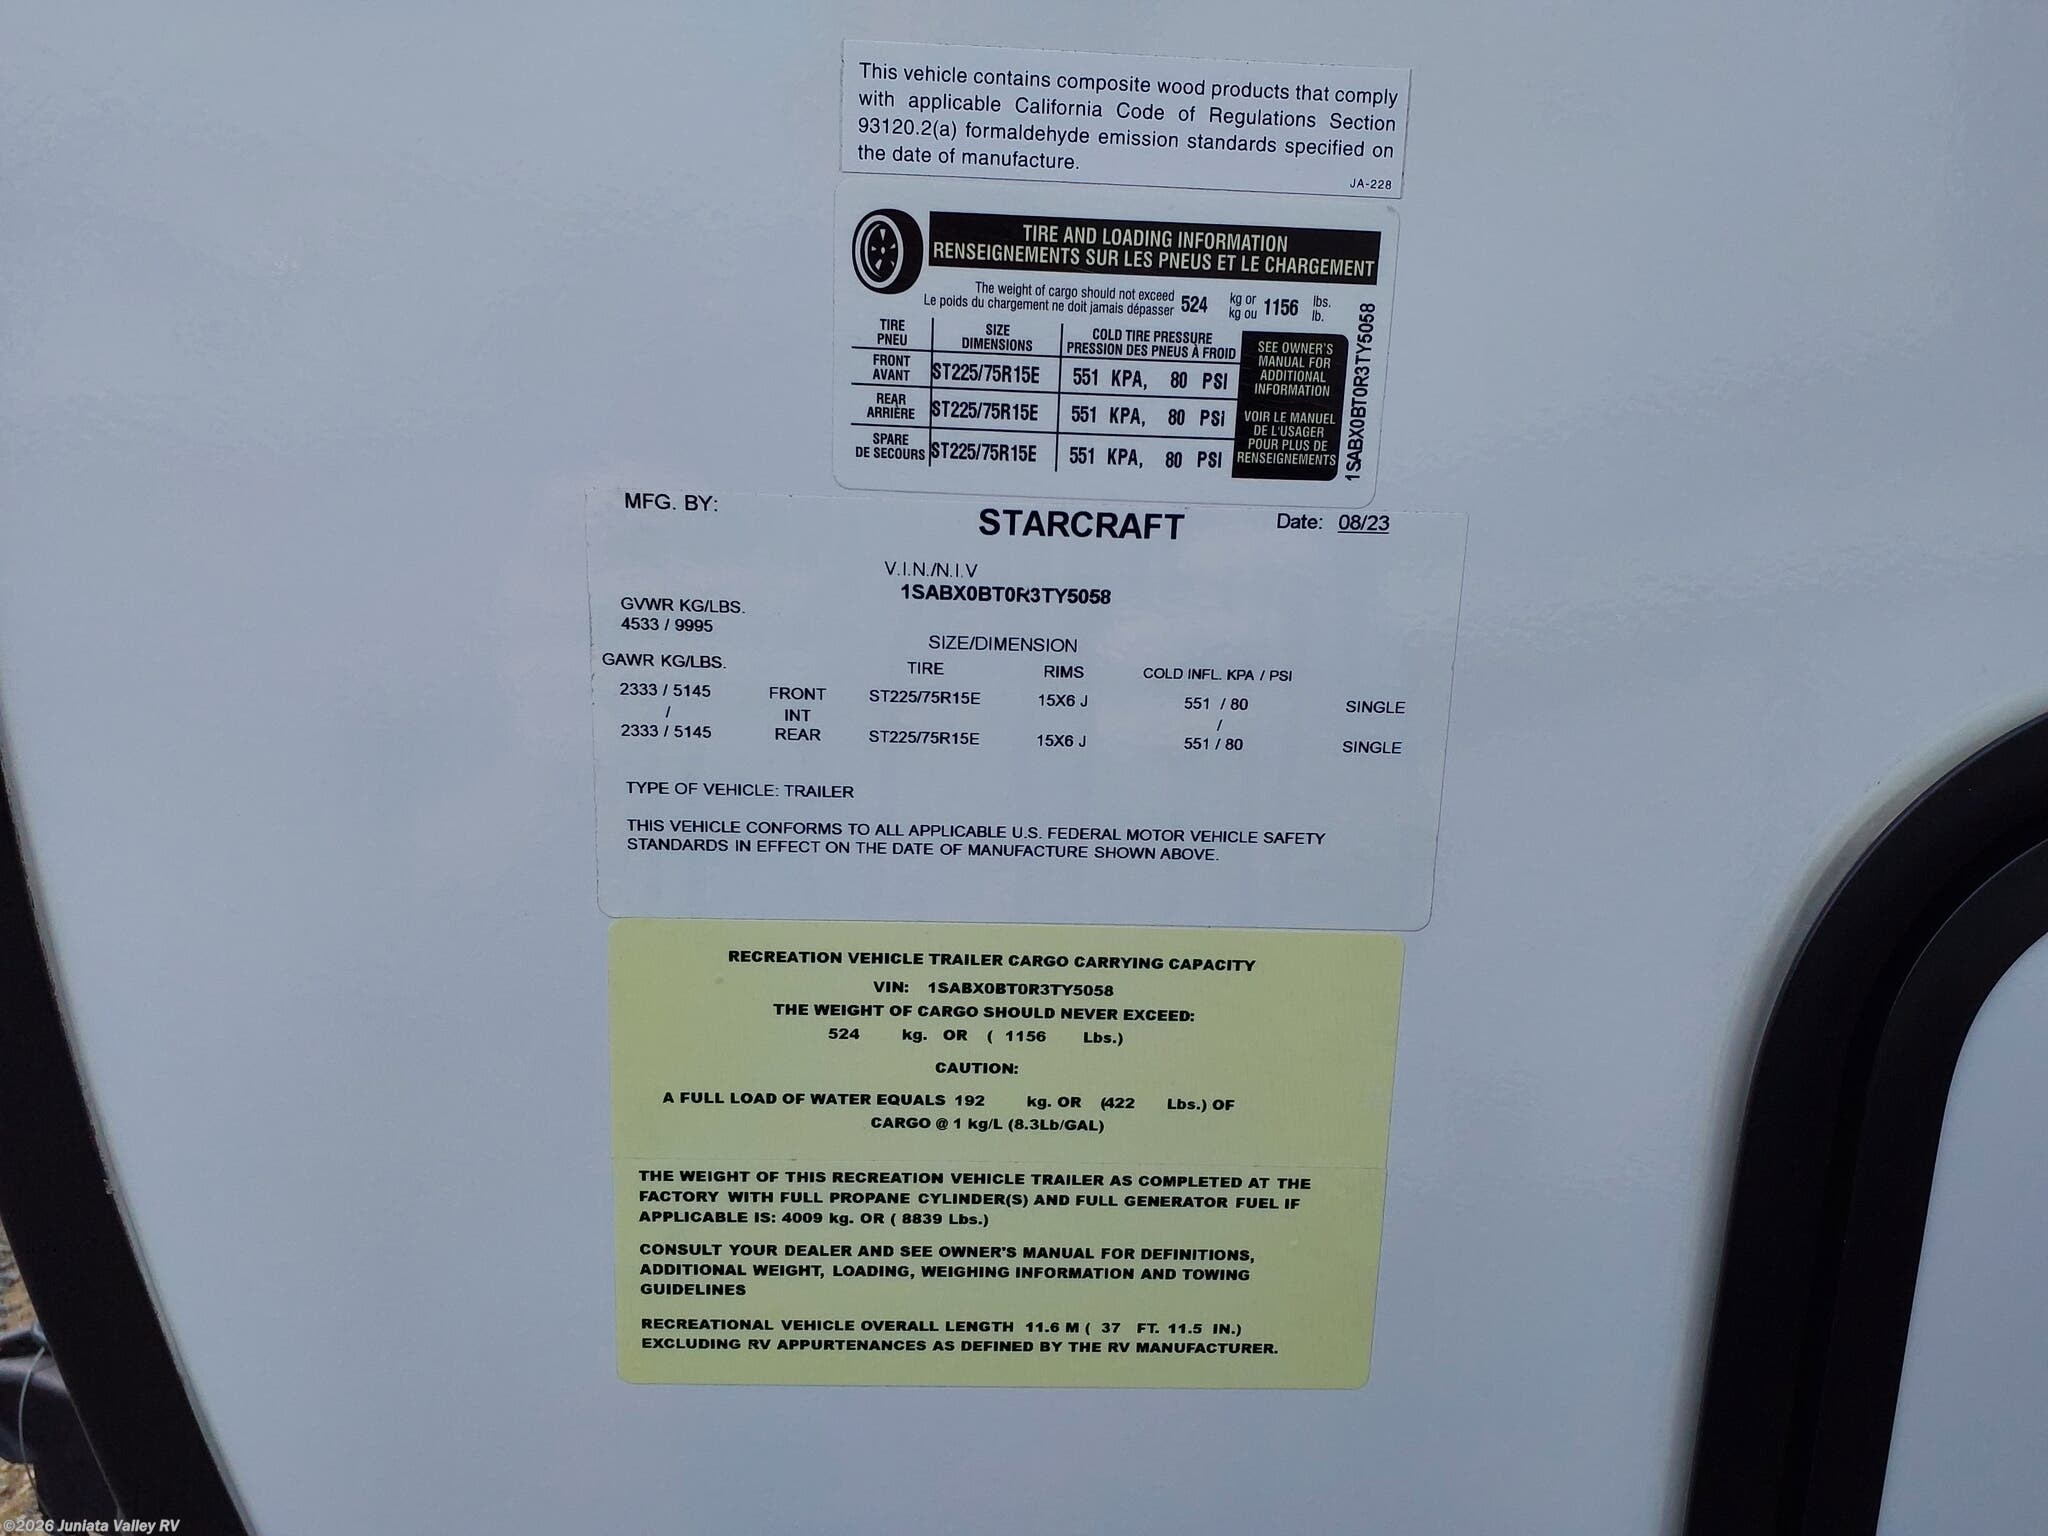 This vehicle contains composite wood products that comply
with applicable California Code of Regulations Section
93120.2(a) formaldehyde emission standards specified on
the date of manufacture.
JA-228
TIRE AND LOADING INFORMATION
RENSEIGNEMENTS SUR LES PNEUS ET LE CHARGEMENT
The weight of cargo should not exceed 524 kg or 1156 lbs.
Le poids du chargement ne doit jamais dépasser kg ou lb.
TIRE SIZE COLD TIRE PRESSURE
PNEU DIMENSIONS PRESSION DES PNEUS À FROID
FRONT
AVANT ST225/75R15E 551 KPA, 80 PSI
REAR
ARRIÈRE ST225/75R15E 551 KPA, 80 PSI
SPARE
DE SECOURS ST225/75R15E 551 KPA, 80 PSI
SEE OWNER'S
MANUAL FOR
ADDITIONAL
INFORMATION
VOIR LE MANUEL
DE L'USAGER
POUR PLUS DE
RENSEIGNEMENTS
1SABX0BT0R3TY5058
MFG. BY: STARCRAFT Date: 08/23
V.I.N./N.I.V
1SABX0BT0R3TY5058
GVWR KG/LBS.
4533 / 9995
SIZE/DIMENSION
GAWR KG/LBS. TIRE RIMS COLD INFL. KPA / PSI
2333 / 5145 FRONT ST225/75R15E 15X6 J 551 / 80 SINGLE
/ INT /
2333 / 5145 REAR ST225/75R15E 15X6 J 551 / 80 SINGLE
TYPE OF VEHICLE: TRAILER
THIS VEHICLE CONFORMS TO ALL APPLICABLE U.S. FEDERAL MOTOR VEHICLE SAFETY
STANDARDS IN EFFECT ON THE DATE OF MANUFACTURE SHOWN ABOVE.
RECREATION VEHICLE TRAILER CARGO CARRYING CAPACITY
VIN: 1SABX0BT0R3TY5058
THE WEIGHT OF CARGO SHOULD NEVER EXCEED:
524 kg. OR ( 1156 Lbs.)
CAUTION:
A FULL LOAD OF WATER EQUALS 192 kg. OR (422 Lbs.) OF
CARGO @ 1 kg/L (8.3Lb/GAL)
THE WEIGHT OF THIS RECREATION VEHICLE TRAILER AS COMPLETED AT THE
FACTORY WITH FULL PROPANE CYLINDER(S) AND FULL GENERATOR FUEL IF
APPLICABLE IS: 4009 kg. OR ( 8839 Lbs.)
CONSULT YOUR DEALER AND SEE OWNER'S MANUAL FOR DEFINITIONS,
ADDITIONAL WEIGHT, LOADING, WEIGHING INFORMATION AND TOWING
GUIDELINES
RECREATIONAL VEHICLE OVERALL LENGTH 11.6 M ( 37 FT. 11.5 IN.)
EXCLUDING RV APPURTENANCES AS DEFINED BY THE RV MANUFACTURER.
©2026 Juniata Valley RV